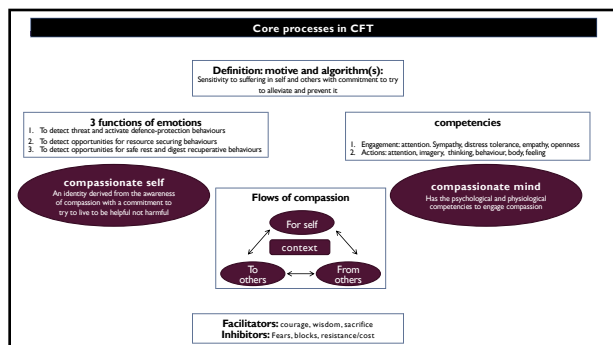 Core processes in CFT
Definition: motive and algorithm(s):
Sensitivity to suffering in self and others with commitment to try
to alleviate and prevent it
3 functions of emotions
1. To detect threat and activate defence-protection behaviours
2. To detect opportunities for resource securing behaviours
3. To detect opportunities for safe rest and digest recuperative behaviours
competencies
1. Engagement: attention. Sympathy, distress tolerance, empathy, openness
2. Actions: attention, imagery, thinking, behaviour, body, feeling
compassionate self
An identity derived from the awareness
of compassion with a commitment to
try to live to be helpful not harmful
compassionate mind
Has the psychological and physiological
competencies to engage compassion
Flows of compassion
For self
context
To
others
From
others
Facilitators: courage, wisdom, sacrifice
Inhibitors: Fears, blocks, resistance/cost